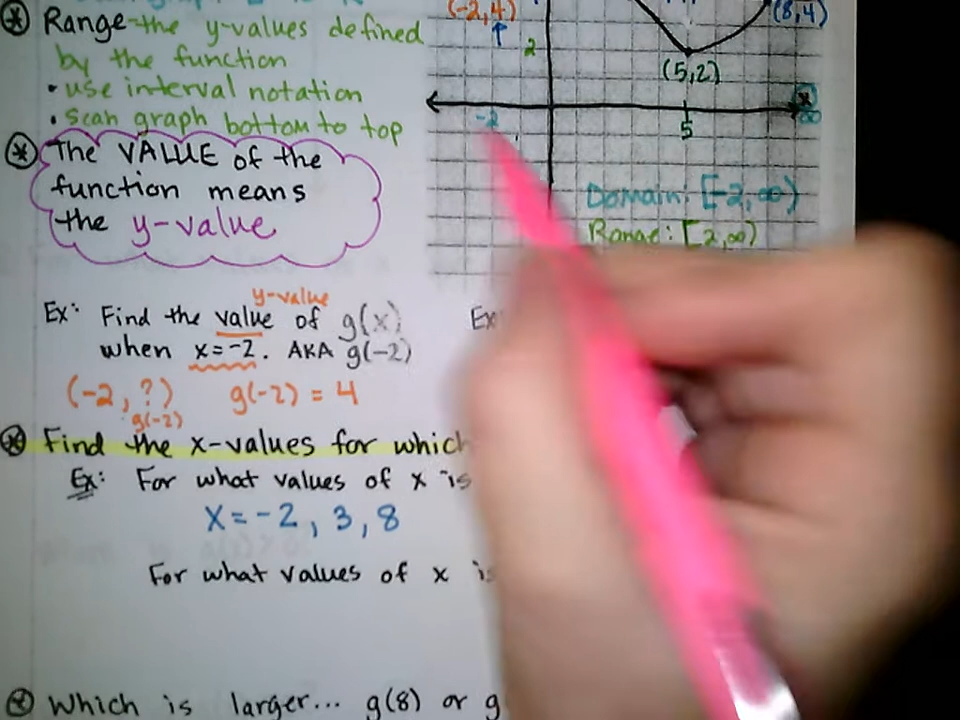 Range-the y-values defined
by the function
• use interval notation
• scan graph bottom to top
The VALUE of the
function means
the y-value
(-2,4)
2
(8,4)
(5,2)
x
∞
-2
5
Domain: [-2,∞)
Range: [2,∞)
y-value
Ex: Find the value of g(x)
when x=-2. AKA g(-2)
(-2,?) g(-2) = 4
g(-2)
Ex
Find the x-values for which
Ex: For what values of x is
X=-2, 3, 8
For what values of x is
Which is larger... g(8) or g